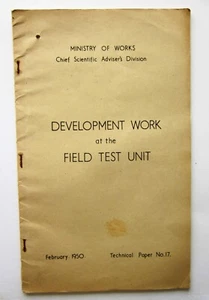 MINISTRY OF WORKS
Chief Scientific Adviser's Division
DEVELOPMENT WORK
at the
FIELD TEST UNIT
February 1950 Technical Paper No.17.